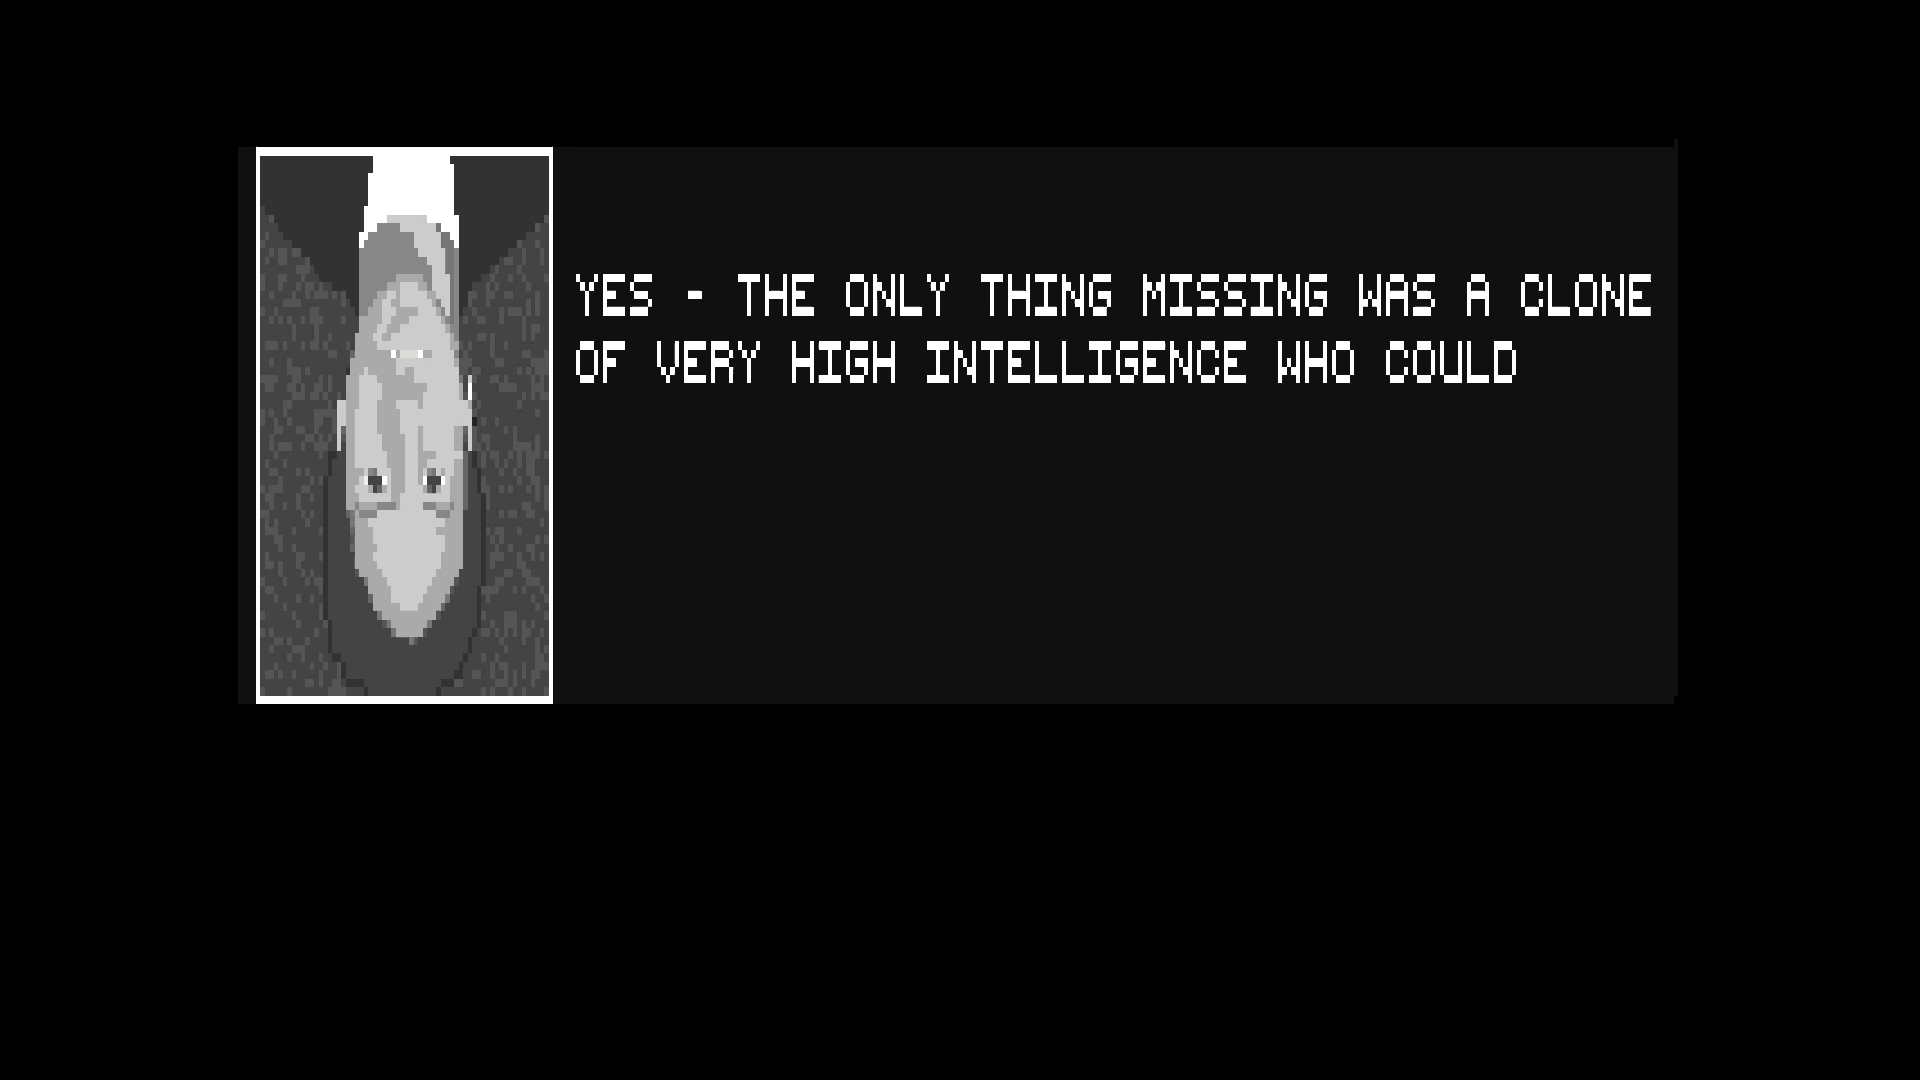 YES - THE ONLY THING MISSING WAS A CLONE
OF VERY HIGH INTELLIGENCE WHO COULD